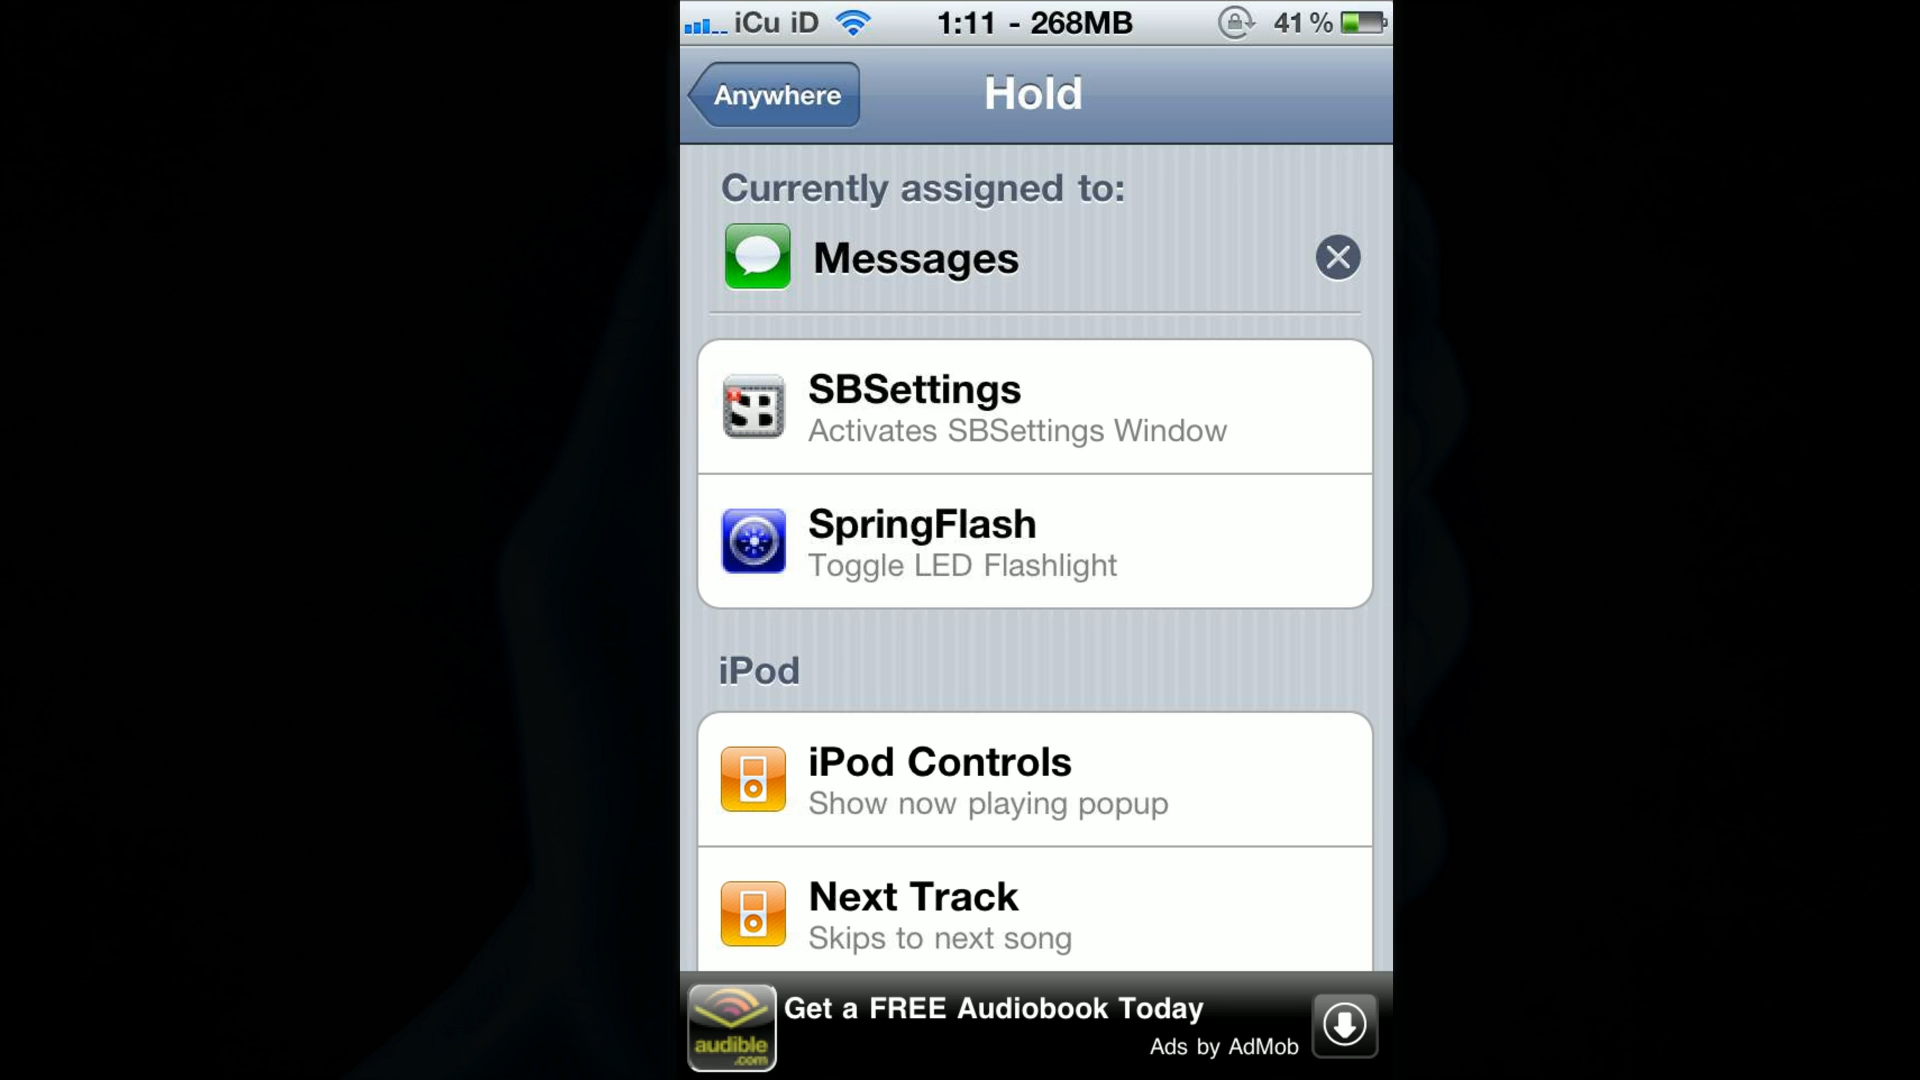 iCu iD 1:11 - 268MB 41 %
Anywhere
Hold
Currently assigned to:
Messages
SBSettings
Activates SBSettings Window
SpringFlash
Toggle LED Flashlight
iPod
iPod Controls
Show now playing popup
Next Track
Skips to next song
audible
.com
Get a FREE Audiobook Today
Ads by AdMob